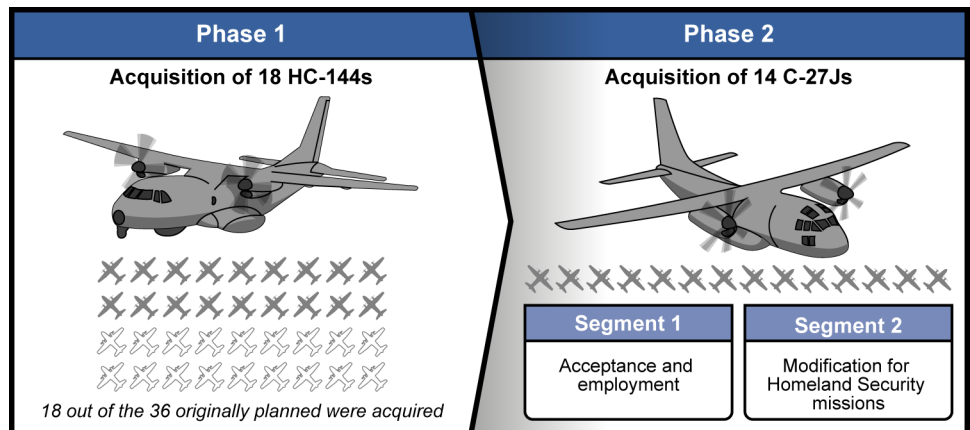 Phase 1
Acquisition of 18 HC-144s
18 out of the 36 originally planned were acquired
Phase 2
Acquisition of 14 C-27Js
Segment 1
Acceptance and
employment
Segment 2
Modification for
Homeland Security
missions